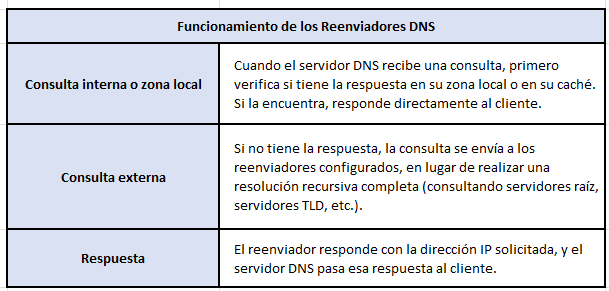 Funcionamiento de los Reenviadores DNS
Consulta interna o zona local
Cuando el servidor DNS recibe una consulta, primero
verifica si tiene la respuesta en su zona local o en su caché.
Si la encuentra, responde directamente al cliente.
Consulta externa
Si no tiene la respuesta, la consulta se envía a los
reenviadores configurados, en lugar de realizar una
resolución recursiva completa (consultando servidores raíz,
servidores TLD, etc.).
Respuesta
El reenviador responde con la dirección IP solicitada, y el
servidor DNS pasa esa respuesta al cliente.